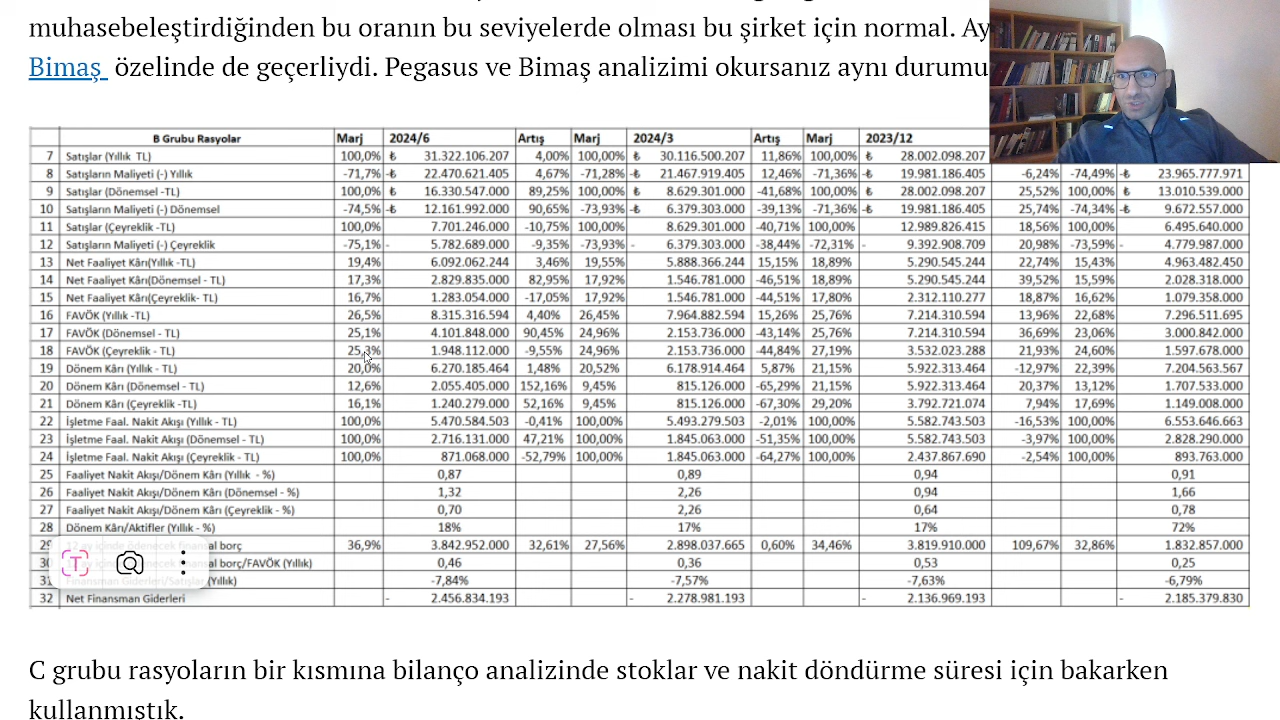 muhasebeleştirdiğinden bu oranın bu seviyelerde olması bu şirket için normal. Ay
Bimaş özelinde de geçerliydi. Pegasus ve Bimaş analizimi okursanız aynı durumu
B Grubu Rasyolar Marj 2024/6 Artış Marj 2024/3 Artış Marj 2023/12
7 Satışlar (Yıllık TL) 100,0% ₺ 31.322.106.207 4,00% 100,00% ₺ 30.116.500.207 11,86% 100,00% ₺ 28.002.098.207
8 Satışların Maliyeti (-) Yıllık -71,7% -₺ 22.470.621.405 4,67% -71,28% -₺ 21.467.919.405 12,46% -71,36% -₺ 19.981.186.405 -6,24% -74,49% -₺ 23.965.777.971
9 Satışlar (Dönemsel -TL) 100,0% ₺ 16.330.547.000 89,25% 100,00% ₺ 8.629.301.000 -41,68% 100,00% ₺ 28.002.098.207 25,52% 100,00% ₺ 13.010.539.000
10 Satışların Maliyeti (-) Dönemsel -74,5% -₺ 12.161.992.000 90,65% -73,93% -₺ 6.379.303.000 -39,13% -71,36% -₺ 19.981.186.405 25,74% -74,34% -₺ 9.672.557.000
11 Satışlar (Çeyreklik -TL) 100,0% 7.701.246.000 -10,75% 100,00% 8.629.301.000 -40,71% 100,00% 12.989.826.415 18,56% 100,00% 6.495.640.000
12 Satışların Maliyeti (-) Çeyreklik -75,1% - 5.782.689.000 -9,35% -73,93% - 6.379.303.000 -38,44% -72,31% - 9.392.908.709 20,98% -73,59% - 4.779.987.000
13 Net Faaliyet Kârı(Yıllık -TL) 19,4% 6.092.062.244 3,46% 19,55% 5.888.366.244 15,15% 18,89% 5.290.545.244 22,74% 15,43% 4.963.482.450
14 Net Faaliyet Kârı(Dönemsel - TL) 17,3% 2.829.835.000 82,95% 17,92% 1.546.781.000 -46,51% 18,89% 5.290.545.244 39,52% 15,59% 2.028.318.000
15 Net Faaliyet Kârı(Çeyreklik- TL) 16,7% 1.283.054.000 -17,05% 17,92% 1.546.781.000 -44,51% 17,80% 2.312.110.277 18,87% 16,62% 1.079.358.000
16 FAVÖK (Yıllık -TL) 26,5% 8.315.316.594 4,40% 26,45% 7.964.882.594 15,26% 25,76% 7.214.310.594 13,96% 22,68% 7.296.511.695
17 FAVÖK (Dönemsel - TL) 25,1% 4.101.848.000 90,45% 24,96% 2.153.736.000 -43,14% 25,76% 7.214.310.594 36,69% 23,06% 3.000.842.000
18 FAVÖK (Çeyreklik - TL) 25,3% 1.948.112.000 -9,55% 24,96% 2.153.736.000 -44,84% 27,19% 3.532.023.288 21,93% 24,60% 1.597.678.000
19 Dönem Kârı (Yıllık - TL) 20,0% 6.270.185.464 1,48% 20,52% 6.178.914.464 5,87% 21,15% 5.922.313.464 -12,97% 22,39% 7.204.563.567
20 Dönem Kârı (Dönemsel - TL) 12,6% 2.055.405.000 152,16% 9,45% 815.126.000 -65,29% 21,15% 5.922.313.464 20,37% 13,12% 1.707.533.000
21 Dönem Kârı (Çeyreklik -TL) 16,1% 1.240.279.000 52,16% 9,45% 815.126.000 -67,30% 29,20% 3.792.721.074 7,94% 17,69% 1.149.008.000
22 İşletme Faal. Nakit Akışı (Yıllık - TL) 100,0% 5.470.584.503 -0,41% 100,00% 5.493.279.503 -2,01% 100,00% 5.582.743.503 -16,53% 100,00% 6.553.646.663
23 İşletme Faal. Nakit Akışı (Dönemsel - TL) 100,0% 2.716.131.000 47,21% 100,00% 1.845.063.000 -51,35% 100,00% 5.582.743.503 -3,97% 100,00% 2.828.290.000
24 İşletme Faal. Nakit Akışı (Çeyreklik - TL) 100,0% 871.068.000 -52,79% 100,00% 1.845.063.000 -64,27% 100,00% 2.437.867.690 -2,54% 100,00% 893.763.000
25 Faaliyet Nakit Akışı/Dönem Kârı (Yıllık - %) 0,87 0,89 0,94 0,91
26 Faaliyet Nakit Akışı/Dönem Kârı (Dönemsel - %) 1,32 2,26 0,94 1,66
27 Faaliyet Nakit Akışı/Dönem Kârı (Çeyreklik - %) 0,70 2,26 0,64 0,78
28 Dönem Kârı/Aktifler (Yıllık - %) 18% 17% 17% 72%
29 12 ay içinde ödenecek finansal borç 36,9% 3.842.952.000 32,61% 27,56% 2.898.037.665 0,60% 34,46% 3.819.910.000 109,67% 32,86% 1.832.857.000
30 al borç/FAVÖK (Yıllık) 0,46 0,36 0,53 0,25
31 Finansman Giderleri/Satışlar (Yıllık) -7,84% -7,57% -7,63% -6,79%
32 Net Finansman Giderleri - 2.456.834.193 - 2.278.981.193 - 2.136.969.193 - 2.185.379.830
C grubu rasyoların bir kısmına bilanço analizinde stoklar ve nakit döndürme süresi için bakarken
kullanmıştık.